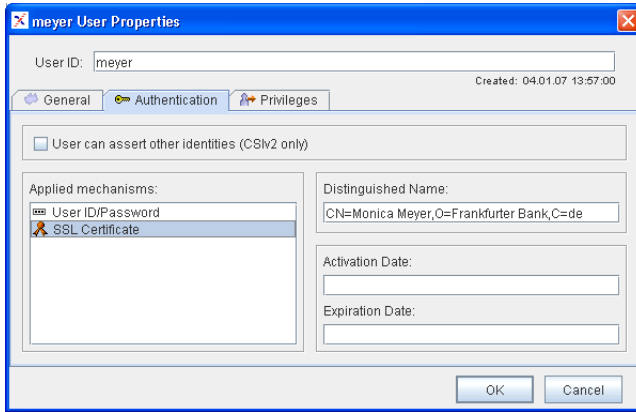 meyer User Properties
User ID: meyer
Created: 04.01.07 13:57:00
General Authentication Privileges
User can assert other identities (CSIv2 only)
Applied mechanisms:
User ID/Password
SSL Certificate
Distinguished Name:
CN=Monica Meyer,O=Frankfurter Bank,C=de
Activation Date:
Expiration Date:
OK Cancel